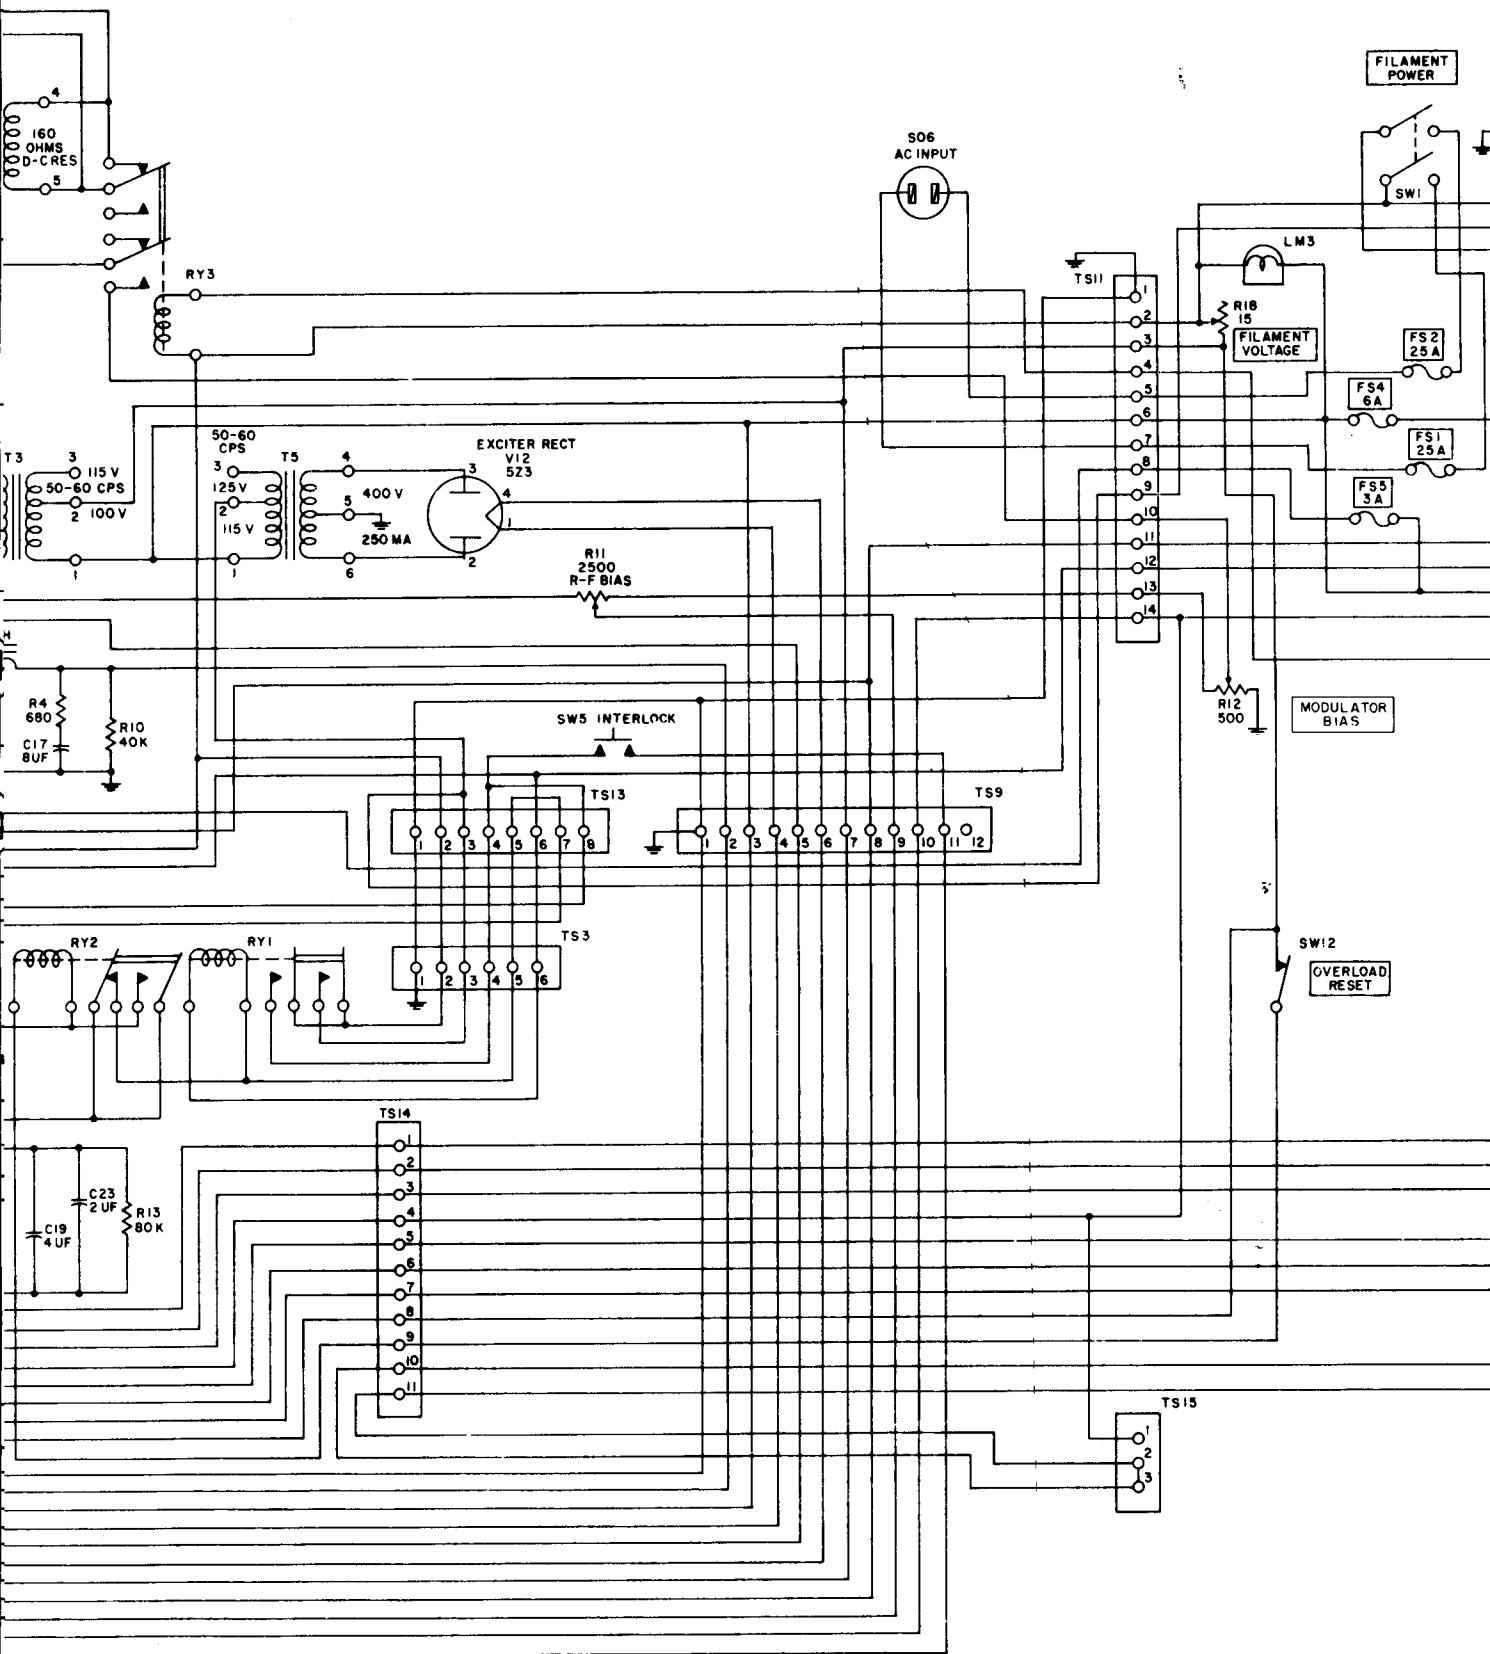 FILAMENT
POWER
SW1
4
160
OHMS
D-C RES
5
SO6
AC INPUT
RY3
TS11
1
2
3
4
5
6
7
8
9
10
11
12
13
14
LM3
R18
15
FILAMENT
VOLTAGE
FS2
25A
FS4
6A
FS1
25A
FS5
3A
T3
3
115 V
50-60 CPS
2
100 V
1
50-60
CPS
3
125 V
2
115 V
1
T5
4
400 V
5
250 MA
6
EXCITER RECT
V12
5Z3
3
4
1
2
R11
2500
R-F BIAS
H
R4
680
C17
8UF
R10
40K
SW5 INTERLOCK
R12
500
MODULATOR
BIAS
TS13
1 2 3 4 5 6 7 8
TS9
1 2 3 4 5 6 7 8 9 10 11 12
RY2
RY1
TS3
1 2 3 4 5 6
SW12
OVERLOAD
RESET
TS14
1
2
3
4
5
6
7
8
9
10
11
C23
2 UF
C19
4 UF
R13
80K
TS15
1
2
3